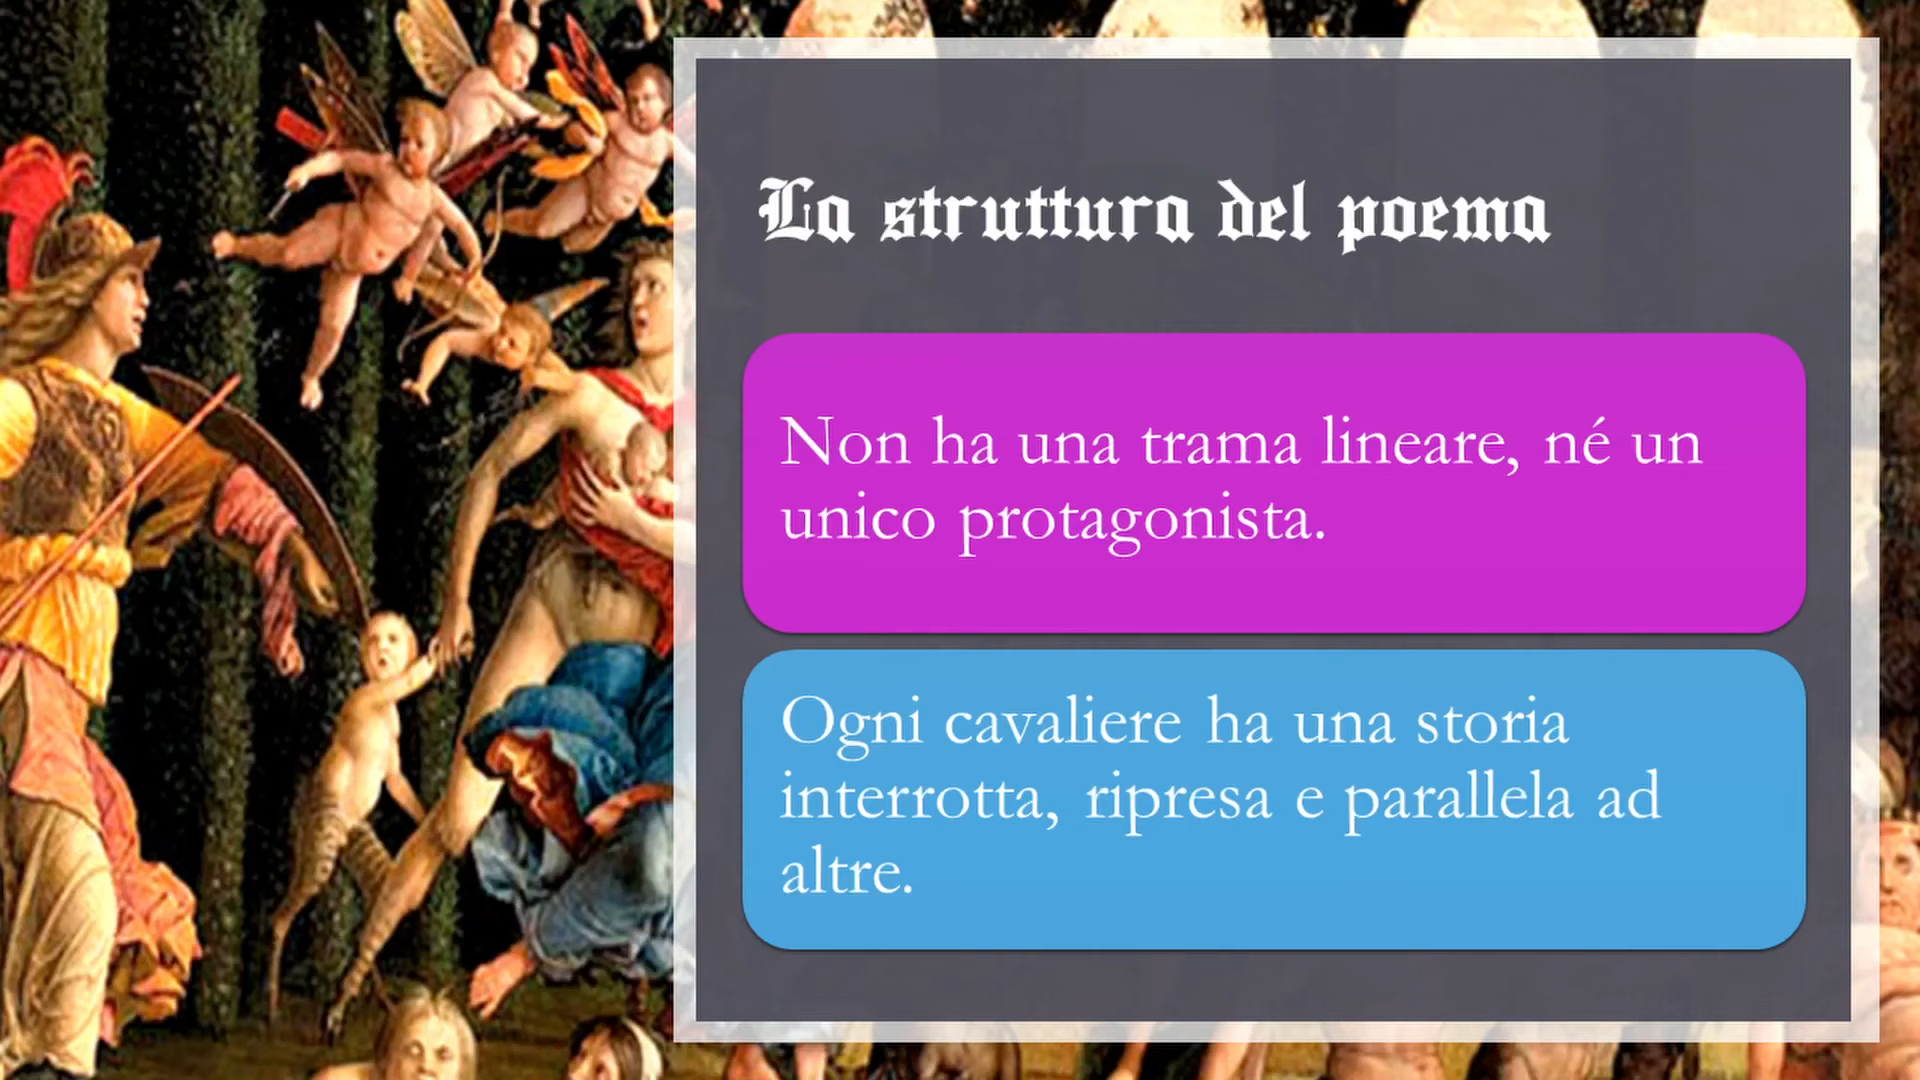 La struttura del poema
Non ha una trama lineare, né un
unico protagonista.
Ogni cavaliere ha una storia
interrotta, ripresa e parallela ad
altre.